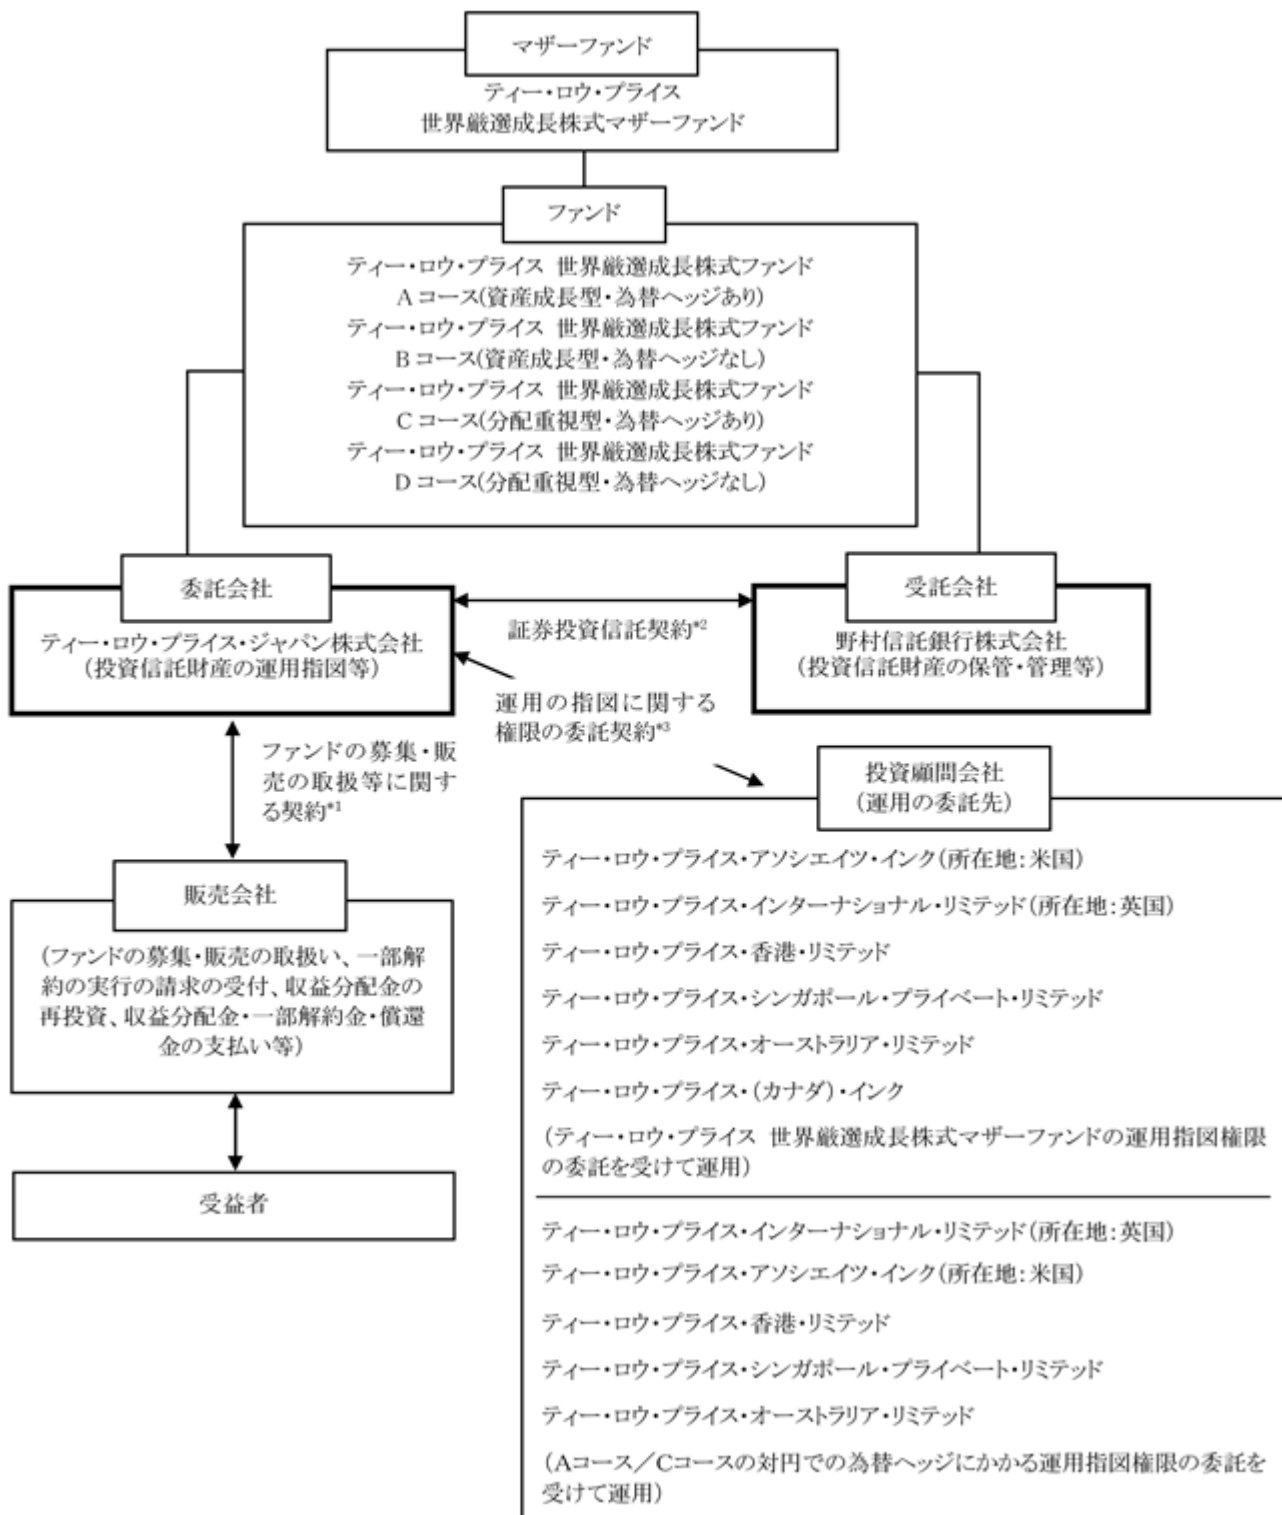 マザーファンド
ティー・ロウ・プライス
世界厳選成長株式マザーファンド
ファンド
ティー・ロウ・プライス 世界厳選成長株式ファンド
Aコース(資産成長型・為替ヘッジあり)
ティー・ロウ・プライス 世界厳選成長株式ファンド
Bコース(資産成長型・為替ヘッジなし)
ティー・ロウ・プライス 世界厳選成長株式ファンド
Cコース(分配重視型・為替ヘッジあり)
ティー・ロウ・プライス 世界厳選成長株式ファンド
Dコース(分配重視型・為替ヘッジなし)
委託会社
ティー・ロウ・プライス・ジャパン株式会社
(投資信託財産の運用指図等)
証券投資信託契約*2
受託会社
野村信託銀行株式会社
(投資信託財産の保管・管理等)
運用の指図に関する
権限の委託契約*3
ファンドの募集・販
売の取扱等に関す
る契約*1
販売会社
(ファンドの募集・販売の取扱い、一部解
約の実行の請求の受付、収益分配金の
再投資、収益分配金・一部解約金・償還
金の支払い等)
受益者
投資顧問会社
(運用の委託先)
ティー・ロウ・プライス・アソシエイツ・インク(所在地:米国)
ティー・ロウ・プライス・インターナショナル・リミテッド(所在地:英国)
ティー・ロウ・プライス・香港・リミテッド
ティー・ロウ・プライス・シンガポール・プライベート・リミテッド
ティー・ロウ・プライス・オーストラリア・リミテッド
ティー・ロウ・プライス・(カナダ)・インク
(ティー・ロウ・プライス 世界厳選成長株式マザーファンドの運用指図権限
の委託を受けて運用)
ティー・ロウ・プライス・インターナショナル・リミテッド(所在地:英国)
ティー・ロウ・プライス・アソシエイツ・インク(所在地:米国)
ティー・ロウ・プライス・香港・リミテッド
ティー・ロウ・プライス・シンガポール・プライベート・リミテッド
ティー・ロウ・プライス・オーストラリア・リミテッド
(Aコース／Cコースの対円での為替ヘッジにかかる運用指図権限の委託を
受けて運用)